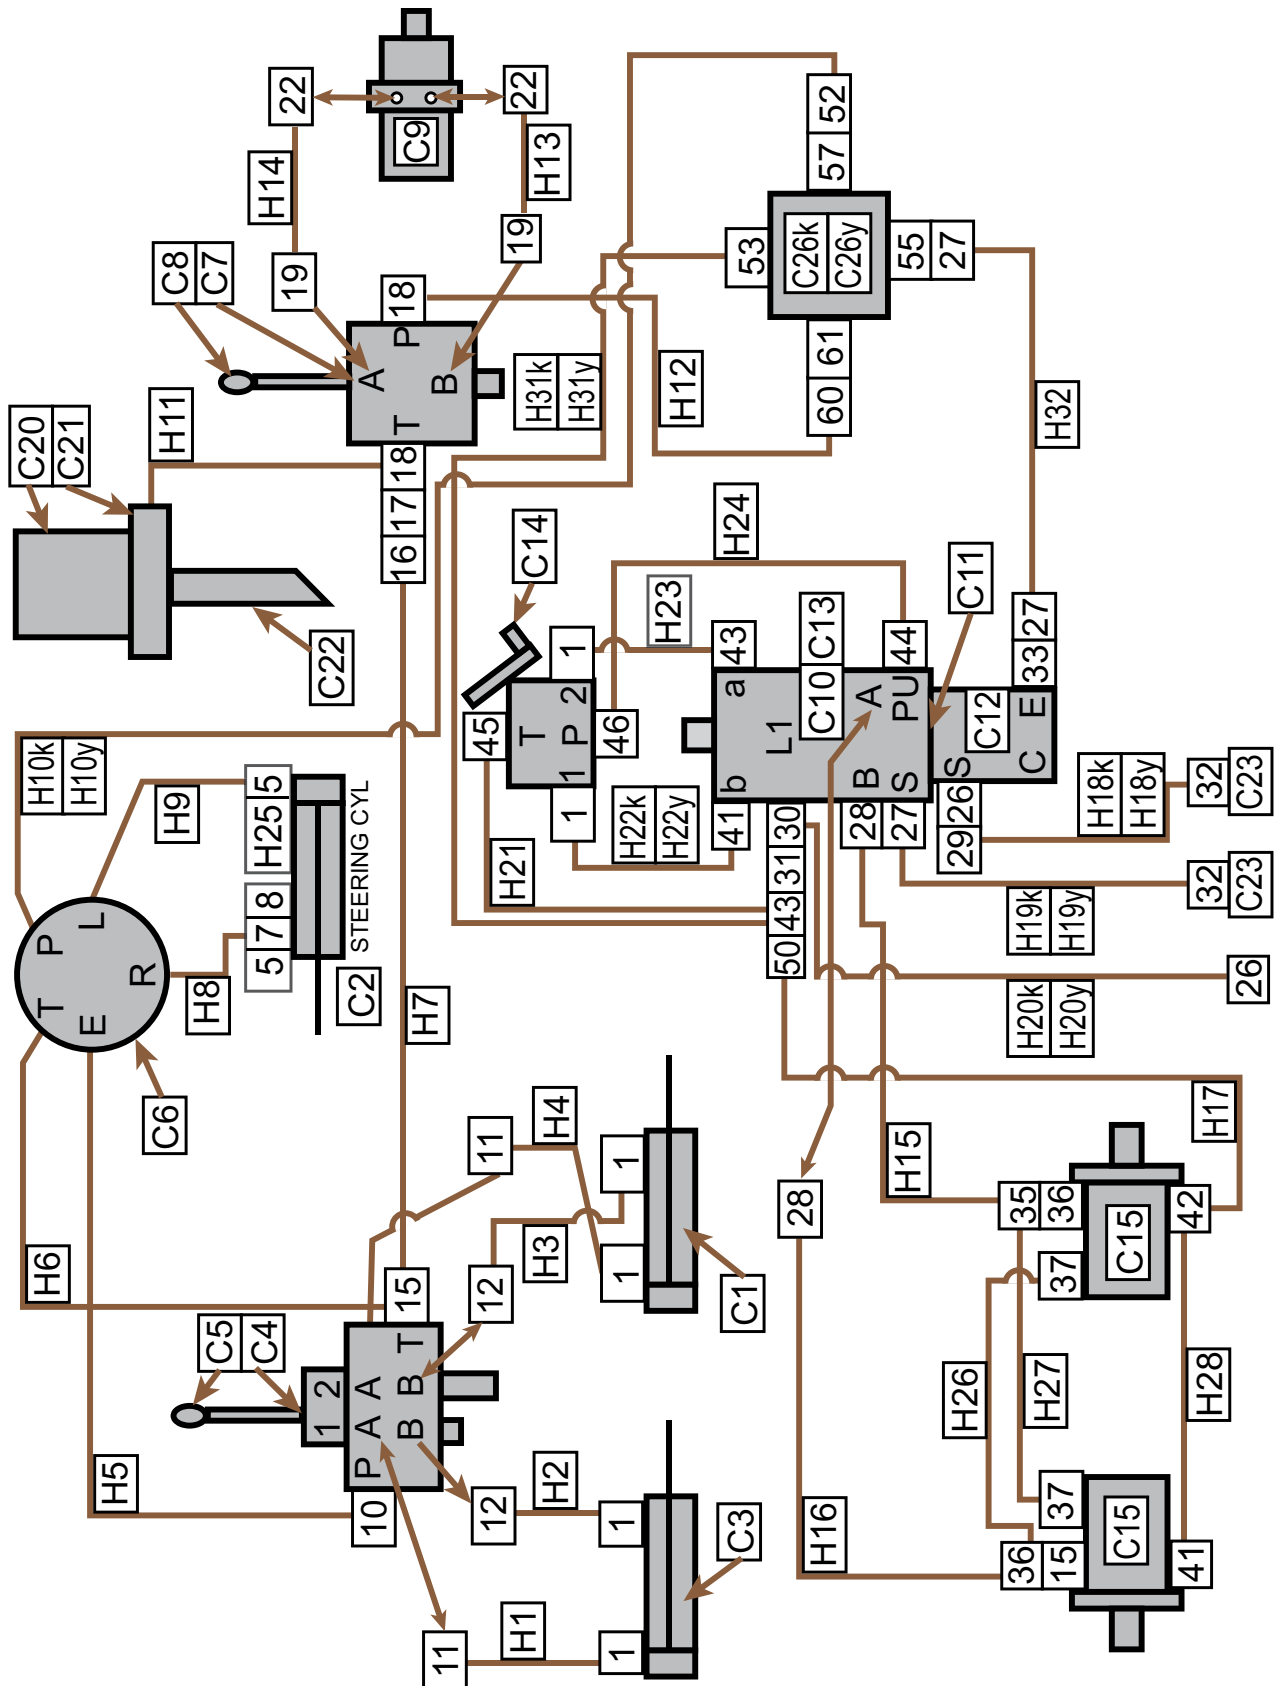 22
C9
22
H14
H13
C8
C7
19
19
18
P
A
B
T
18
17
16
H11
C20
C21
C22
H31k
H31y
H12
52
57
53
C26k
C26y
55
27
61
60
H32
H24
H23
C14
C11
45
T
1 P 2
1
46
1
43
a
L1
b
C10
C13
A
PU
B
S
44
33
27
S
C12
C E
41
30
31
43
50
28
27
26
29
H22k
H22y
H21
H18k
H18y
32
C23
32
C23
H19k
H19y
26
H20k
H20y
H10k
H10y
H9
5
H25
8
7
5
STEERING CYL
C2
H8
P
T
L
E
R
C6
H7
H6
H5
H4
11
H3
12
1
1
C1
15
C5
C4
1 2
P A A
B B T
10
12
H2
11
H1
1
1
C3
28
H16
H15
H17
35
36
37
C15
42
H26
H27
H28
37
36
15
C15
41